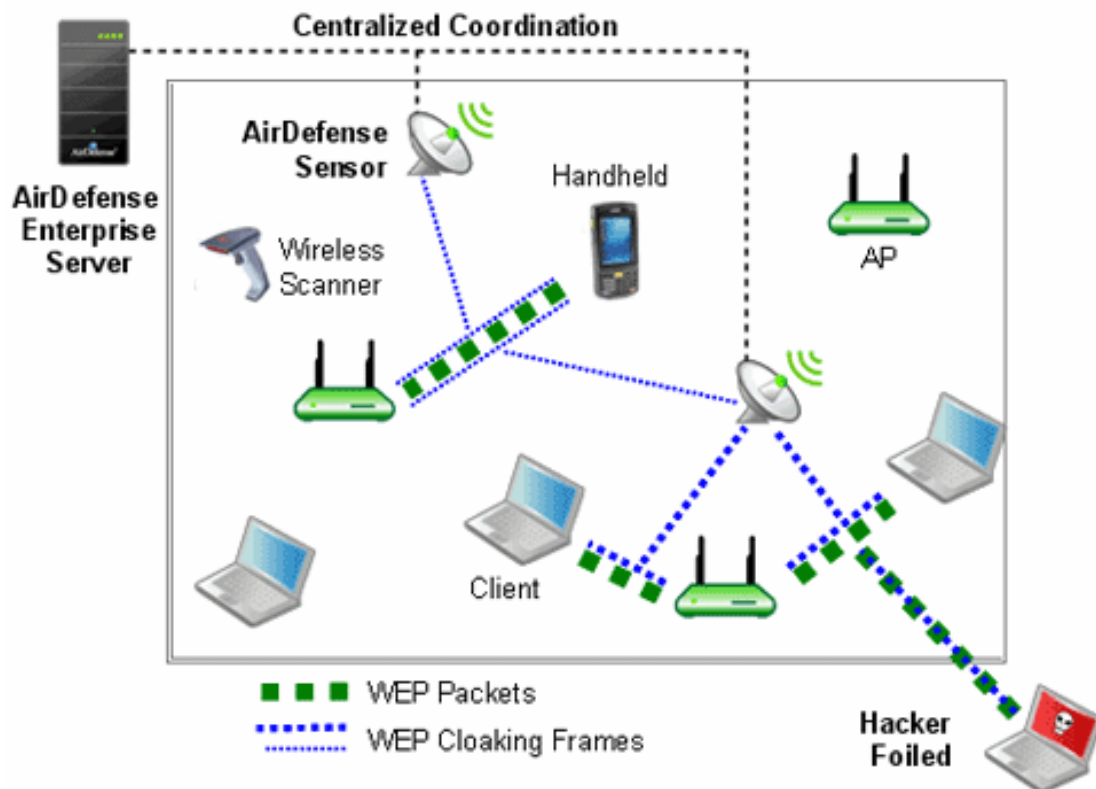 Centralized Coordination
AirDefense
AirDefense
Enterprise
Server
AirDefense
Sensor
Handheld
AP
Wireless
Scanner
Client
WEP Packets
WEP Cloaking Frames
Hacker
Foiled